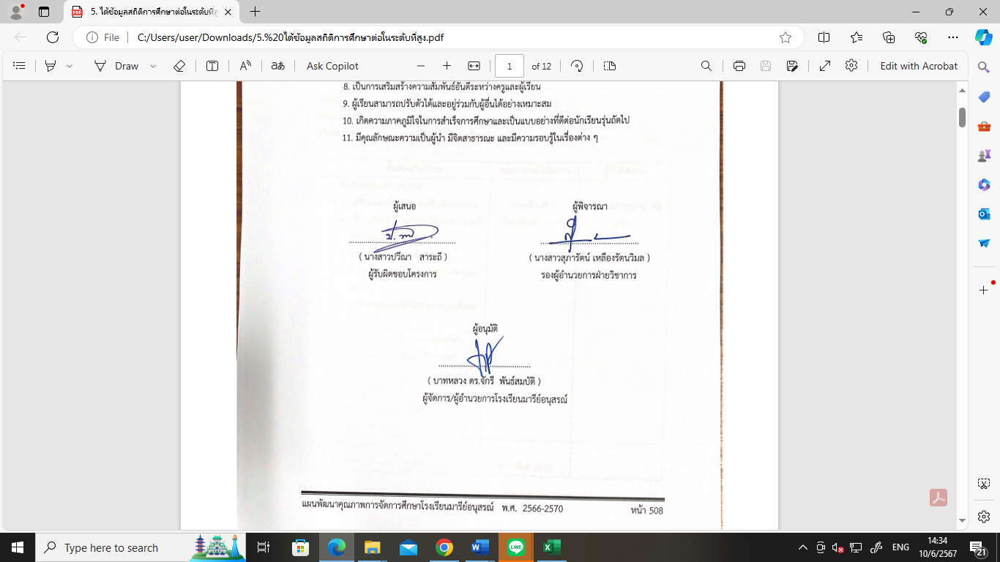 5. ได้ข้อมูลสถิติการศึกษาต่อในระดับที่สูง
File C:/Users/user/Downloads/5.%20ได้ข้อมูลสถิติการศึกษาต่อในระดับที่สูง.pdf
Draw
Ask Copilot
1 of 12
Edit with Acrobat
8. เป็นการเสริมสร้างความสัมพันธ์อันดีระหว่างครูและผู้เรียน
9. ผู้เรียนสามารถปรับตัวได้และอยู่ร่วมกับผู้อื่นได้อย่างเหมาะสม
10. เกิดความภาคภูมิใจในการสำเร็จการศึกษาและเป็นแบบอย่างที่ดีต่อนักเรียนรุ่นถัดไป
11. มีคุณลักษณะความเป็นผู้นำ มีจิตสาธารณะ และมีความรอบรู้ในเรื่องต่าง ๆ
ผู้เสนอ ผู้พิจารณา
( นางสาวปวีณา สาระถี ) ( นางสาวสุภารัตน์ เหลืองรัตนวิมล )
ผู้รับผิดชอบโครงการ รองผู้อำนวยการฝ่ายวิชาการ
ผู้อนุมัติ
( บาทหลวง ดร.จักรี พันธ์สมบัติ )
ผู้จัดการ/ผู้อำนวยการโรงเรียนมารีย์อนุสรณ์
แผนพัฒนาคุณภาพการจัดการศึกษาโรงเรียนมารีย์อนุสรณ์ พ.ศ. 2566-2570 หน้า 508
Type here to search
ENG
14:34
10/6/2567
21